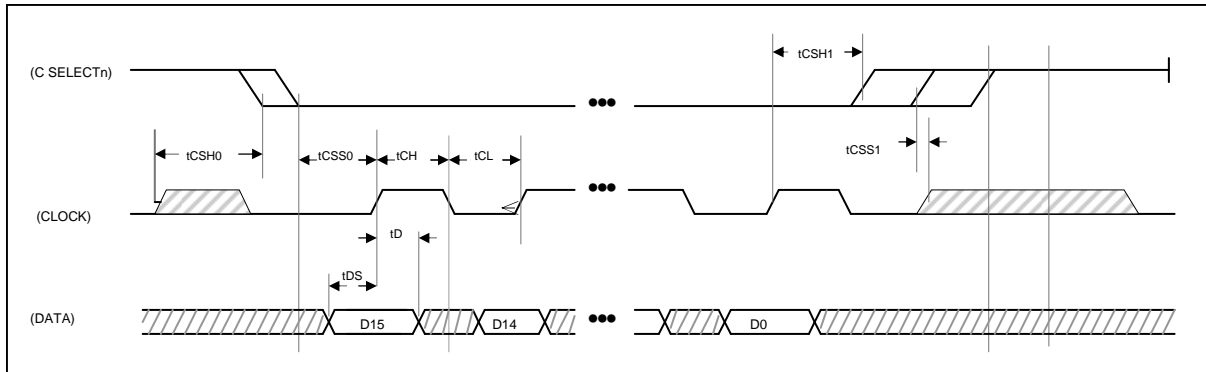 tCSH1
(C SELECTn)
tCSS1
tCSH0
tCSS0
tCH
tCL
(CLOCK)
tD
tDS
(DATA)
D15
D14
D0